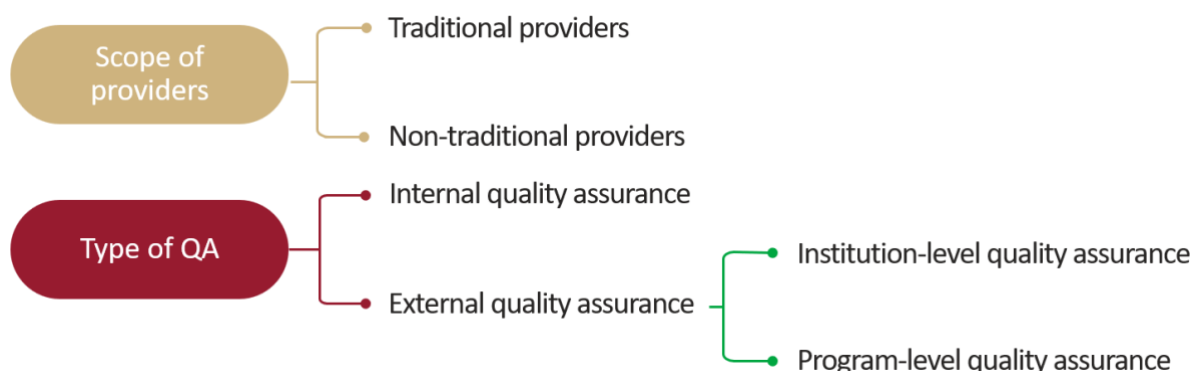 Scope of
providers
Traditional providers
Non-traditional providers
Type of QA
Internal quality assurance
External quality assurance
Institution-level quality assurance
Program-level quality assurance